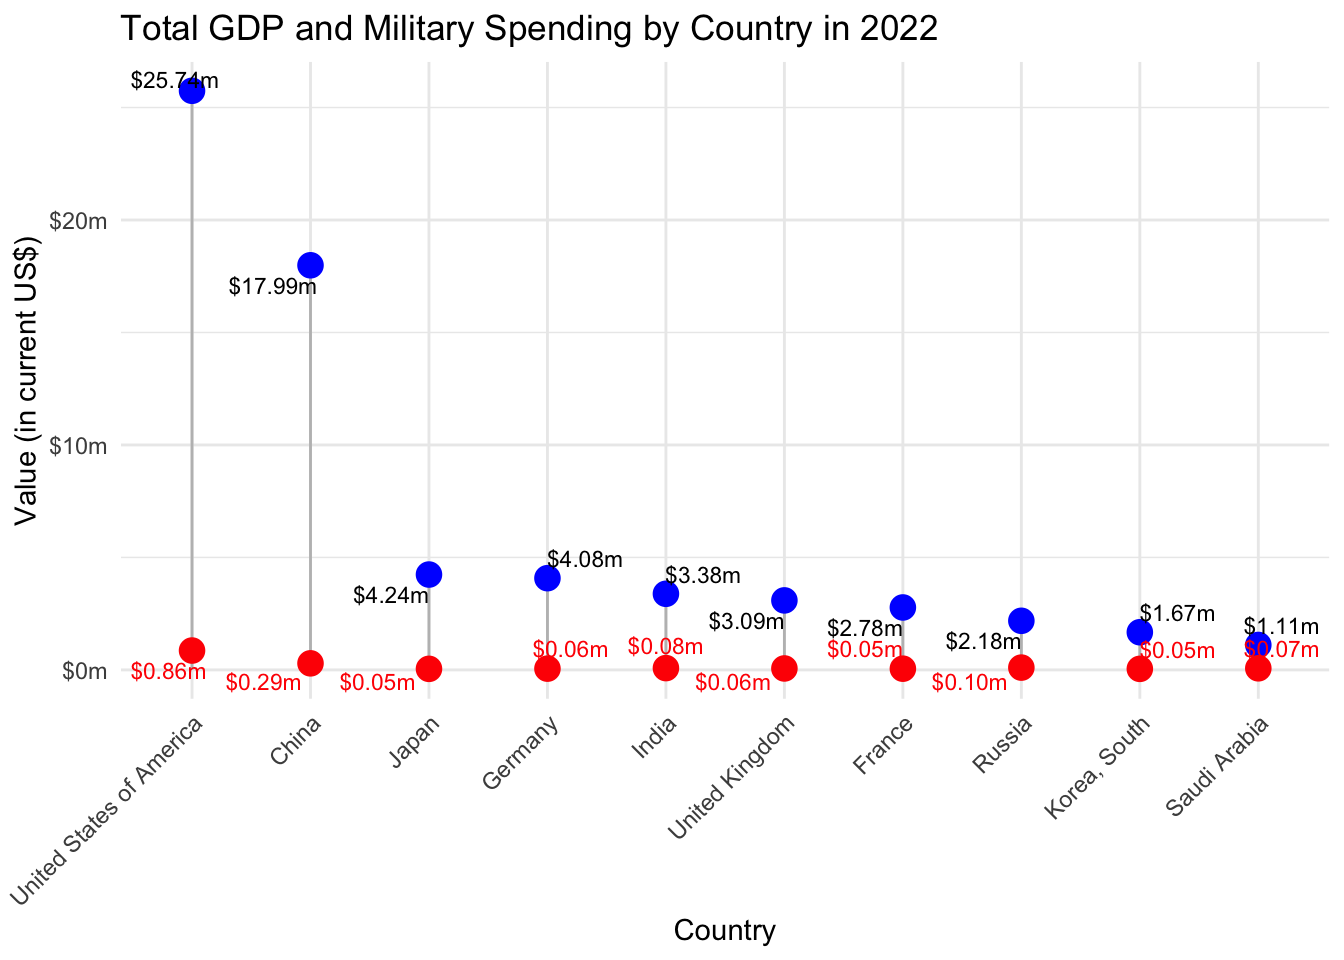 Total GDP and Military Spending by Country in 2022
Value (in current US$)
$20m
$10m
$0m
$25.74m
$17.99m
$4.24m
$4.08m
$3.38m
$3.09m
$2.78m
$2.18m
$1.67m
$1.11m
$0.86m
$0.29m
$0.05m
$0.06m
$0.08m
$0.06m
$0.05m
$0.10m
$0.05m
$0.07m
United States of America
China
Japan
Germany
India
United Kingdom
France
Russia
Korea, South
Saudi Arabia
Country